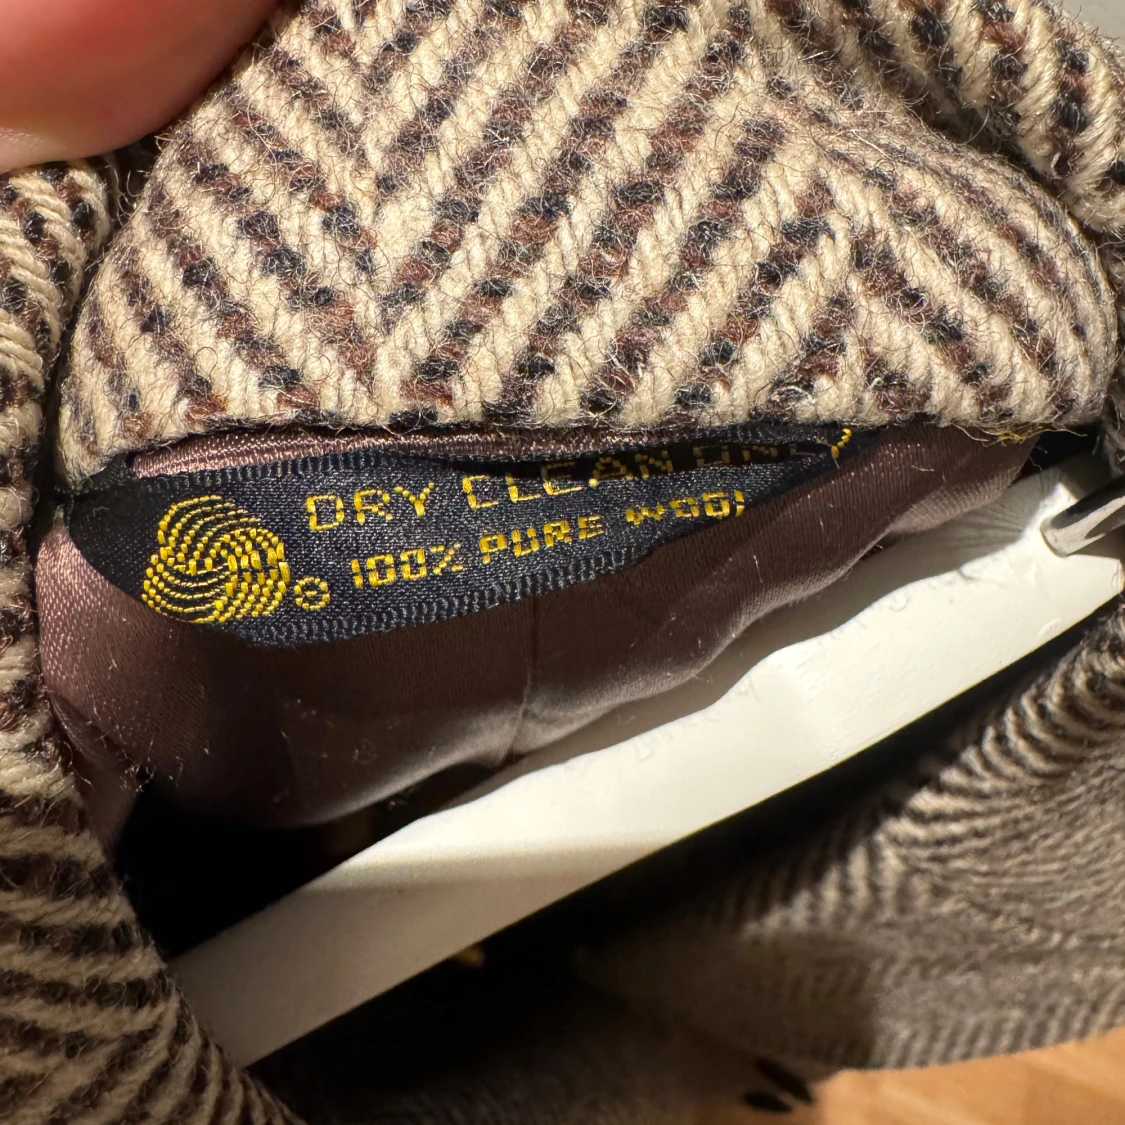 DRY CLEAN ONLY
100% PURE WOOL
®